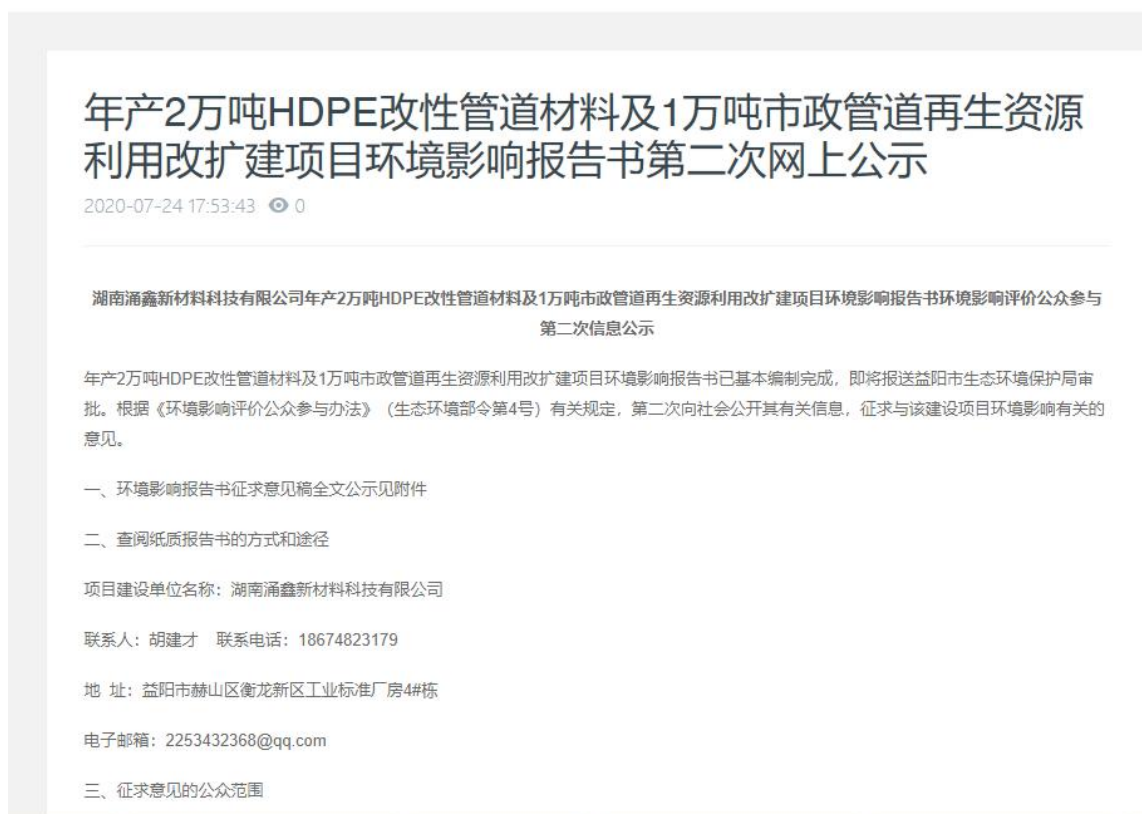 年产2万吨HDPE改性管道材料及1万吨市政管道再生资源
利用改扩建项目环境影响报告书第二次网上公示
2020-07-24 17:53:43 0
湖南涌鑫新材料科技有限公司年产2万吨HDPE改性管道材料及1万吨市政管道再生资源利用改扩建项目环境影响报告书环境影响评价公众参与
第二次信息公示
年产2万吨HDPE改性管道材料及1万吨市政管道再生资源利用改扩建项目环境影响报告书已基本编制完成，即将报送益阳市生态环境保护局审
批。根据《环境影响评价公众参与办法》（生态环境部令第4号）有关规定，第二次向社会公开其有关信息，征求与该建设项目环境影响有关的
意见。
一、环境影响报告书征求意见稿全文公示见附件
二、查阅纸质报告书的方式和途径
项目建设单位名称：湖南涌鑫新材料科技有限公司
联系人：胡建才 联系电话：18674823179
地 址：益阳市赫山区衡龙新区工业标准厂房4#栋
电子邮箱：2253432368@qq.com
三、征求意见的公众范围